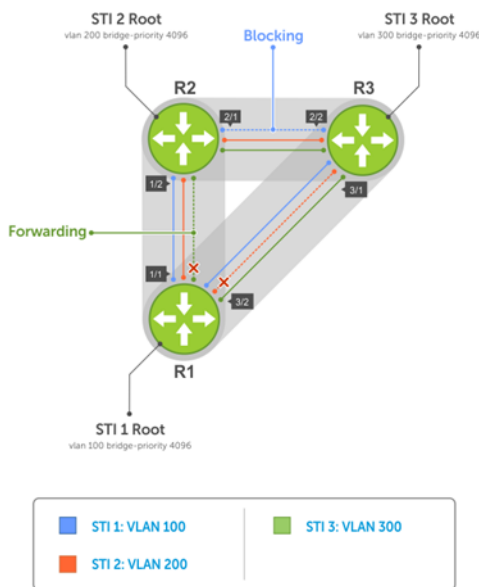 STI 2 Root
vlan 200 bridge-priority 4096
STI 3 Root
vlan 300 bridge-priority 4096
Blocking
R2
R3
2/1
2/2
1/2
3/1
Forwarding
1/1
3/2
R1
STI 1 Root
vlan 100 bridge-priority 4096
STI 1: VLAN 100
STI 3: VLAN 300
STI 2: VLAN 200